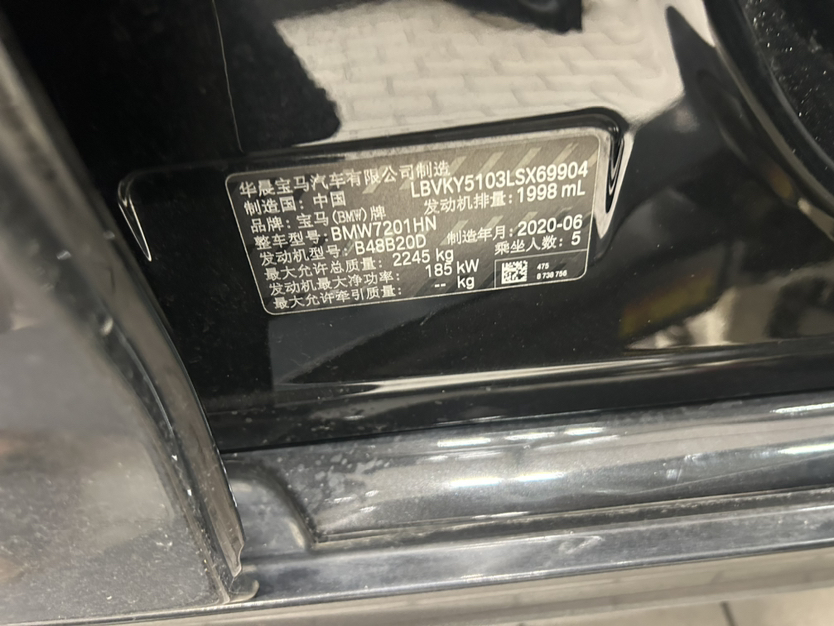 华晨宝马汽车有限公司制造
LBVKY5103LSX69904
制造国: 中国 发动机排量: 1998 mL
品牌: 宝马(BMW)牌
整车型号: BMW7201HN 制造年月: 2020-06
发动机型号: B48B20D 乘坐人数: 5
最大允许总质量: 2245 kg
发动机最大净功率: 185 kW
最大允许牵引质量: -- kg
475
6 738 756